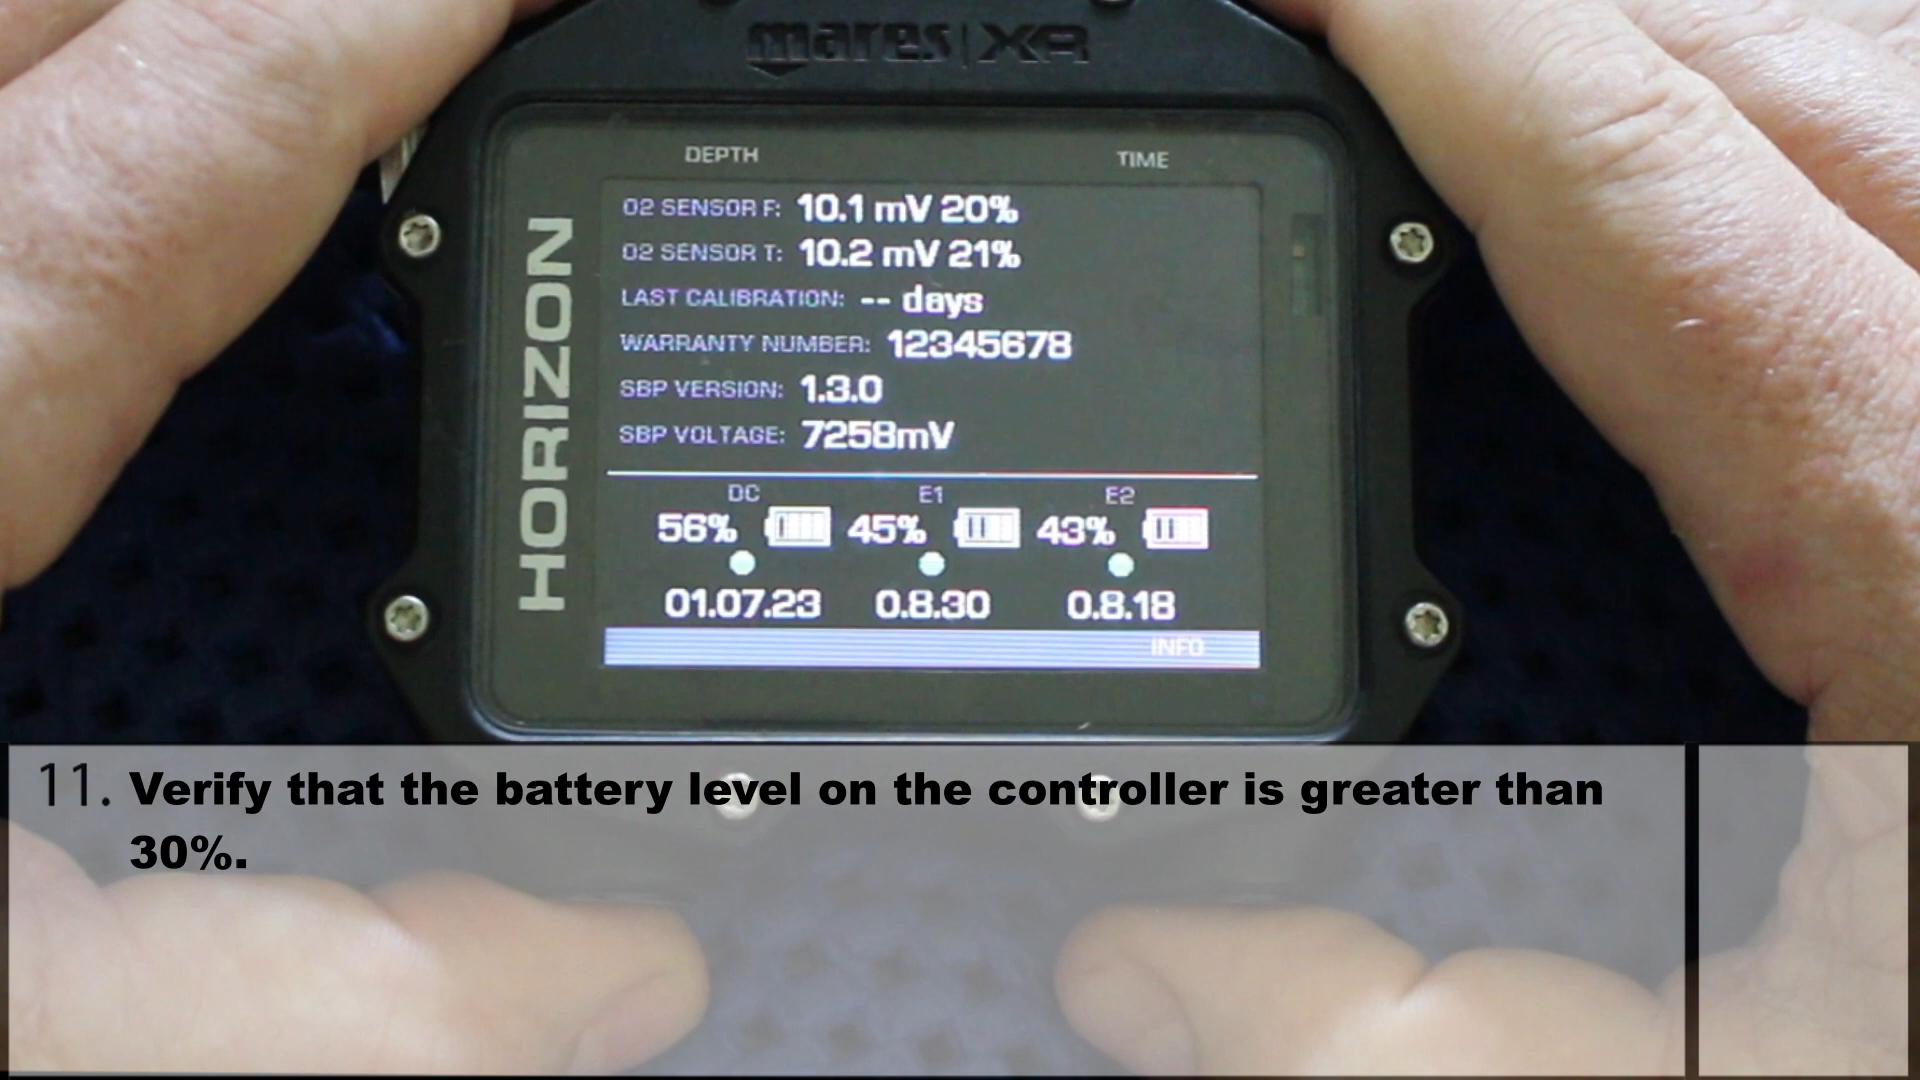 mares | XR
DEPTH TIME
HORIZON
O2 SENSOR F: 10.1 mV 20%
O2 SENSOR T: 10.2 mV 21%
LAST CALIBRATION: -- days
WARRANTY NUMBER: 12345678
SBP VERSION: 1.3.0
SBP VOLTAGE: 7258mV
DC E1 E2
56% 45% 43%
01.07.23 0.8.30 0.8.18
INFO
11. Verify that the battery level on the controller is greater than
30%.